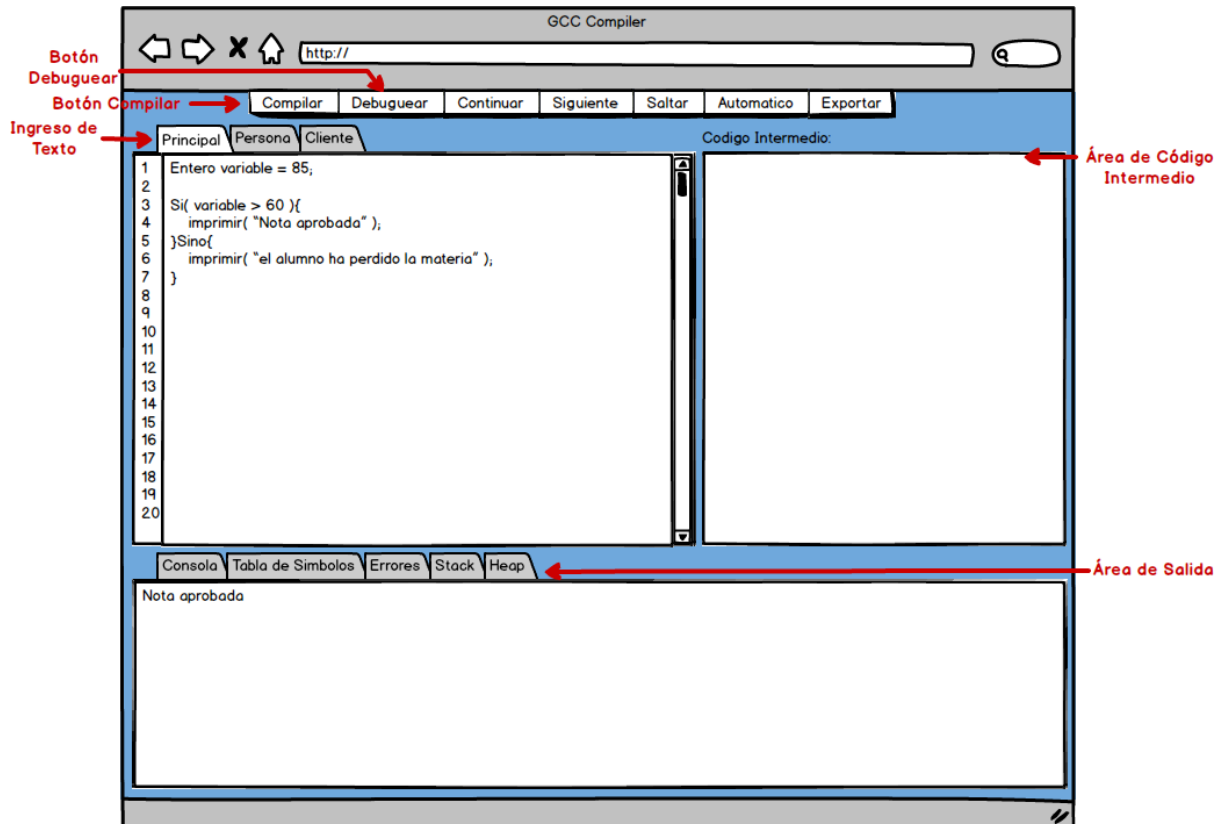 GCC Compiler
http://
Botón
Debuguear
Botón Compilar
Compilar Debuguear Continuar Siguiente Saltar Automatico Exportar
Ingreso de
Texto
Principal Persona Cliente
Codigo Intermedio:
Área de Código
Intermedio
1 Entero variable = 85;
2
3 Si( variable > 60 ){
4 imprimir( “Nota aprobada” );
5 }Sino{
6 imprimir( “el alumno ha perdido la materia” );
7 }
8
9
10
11
12
13
14
15
16
17
18
19
20
Consola Tabla de Simbolos Errores Stack Heap
Área de Salida
Nota aprobada